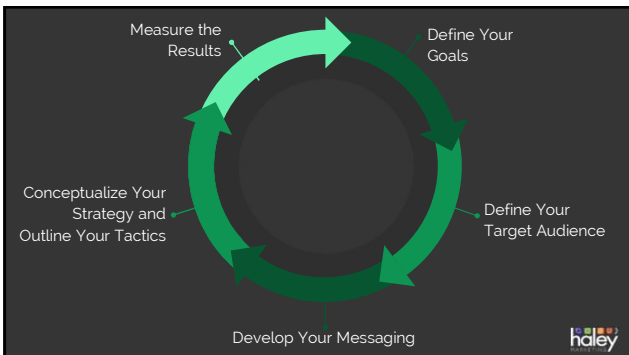 Measure the
Results
Define Your
Goals
Conceptualize Your
Strategy and
Outline Your Tactics
Define Your
Target Audience
Develop Your Messaging
haley
MARKETING